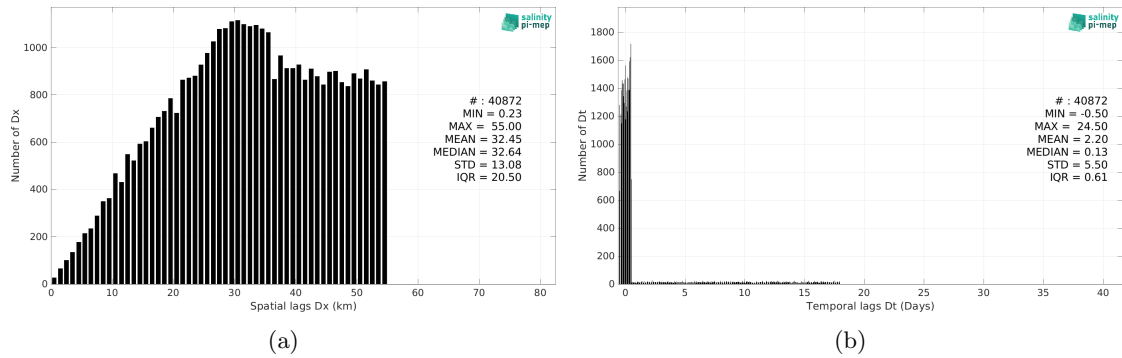 1000
800
600
400
200
0
Number of Dx
0 10 20 30 40 50 60 70 80
Spatial lags Dx (km)
salinity
pi-mep
# : 40872
MIN = 0.23
MAX = 55.00
MEAN = 32.45
MEDIAN = 32.64
STD = 13.08
IQR = 20.50
(a)
1800
1600
1400
1200
1000
800
600
400
200
0
Number of Dt
0 5 10 15 20 25 30 35 40
Temporal lags Dt (Days)
salinity
pi-mep
# : 40872
MIN = -0.50
MAX = 24.50
MEAN = 2.20
MEDIAN = 0.13
STD = 5.50
IQR = 0.61
(b)